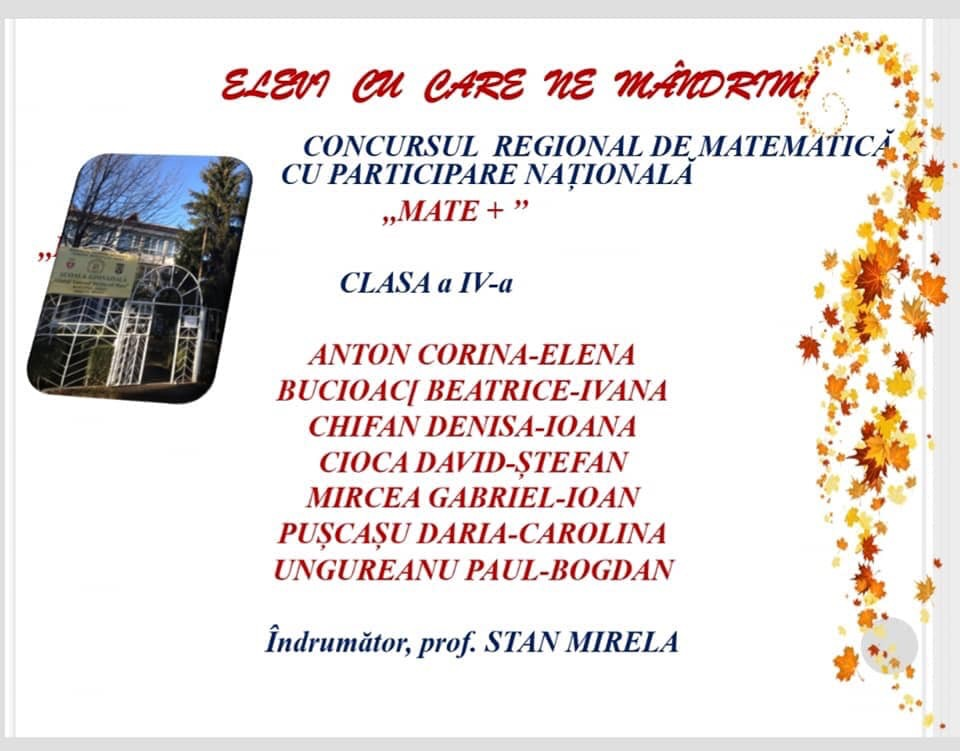 ELEVI CU CARE NE MÂNDRIM!
CONCURSUL REGIONAL DE MATEMATICĂ
CU PARTICIPARE NAȚIONALĂ
„MATE + ”
„
ȘCOALA GIMNAZIALĂ
CLASA a IV-a
ANTON CORINA-ELENA
BUCIOAC[ BEATRICE-IVANA
CHIFAN DENISA-IOANA
CIOCA DAVID-ȘTEFAN
MIRCEA GABRIEL-IOAN
PUȘCAȘU DARIA-CAROLINA
UNGUREANU PAUL-BOGDAN
Îndrumător, prof. STAN MIRELA